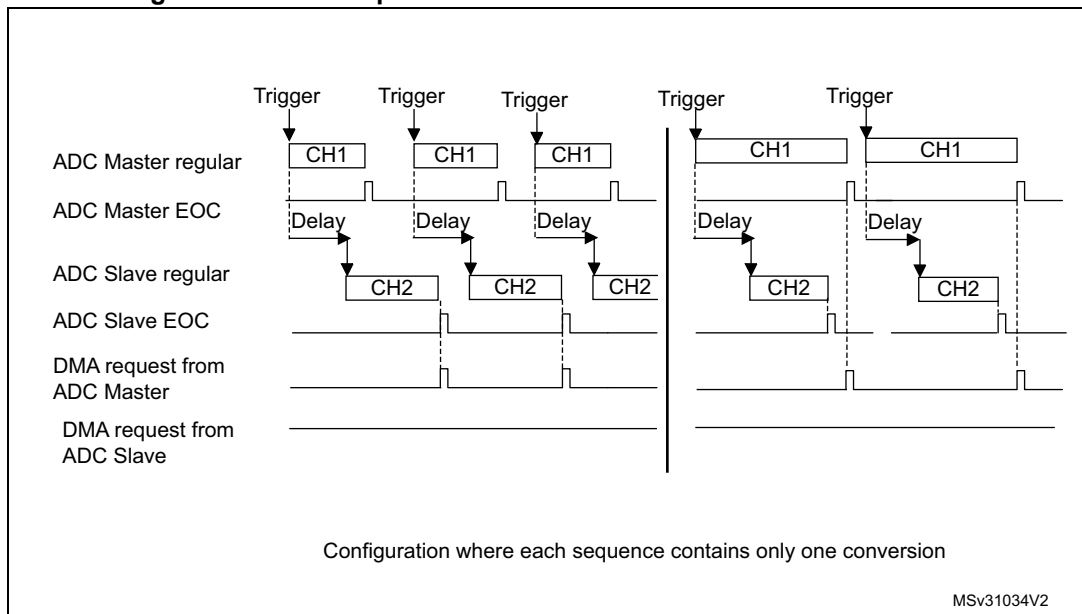 Trigger Trigger Trigger Trigger Trigger
ADC Master regular CH1 CH1 CH1 CH1 CH1
ADC Master EOC
Delay Delay Delay Delay Delay
ADC Slave regular CH2 CH2 CH2 CH2 CH2
ADC Slave EOC
DMA request from
ADC Master
DMA request from
ADC Slave
Configuration where each sequence contains only one conversion
MSv31034V2